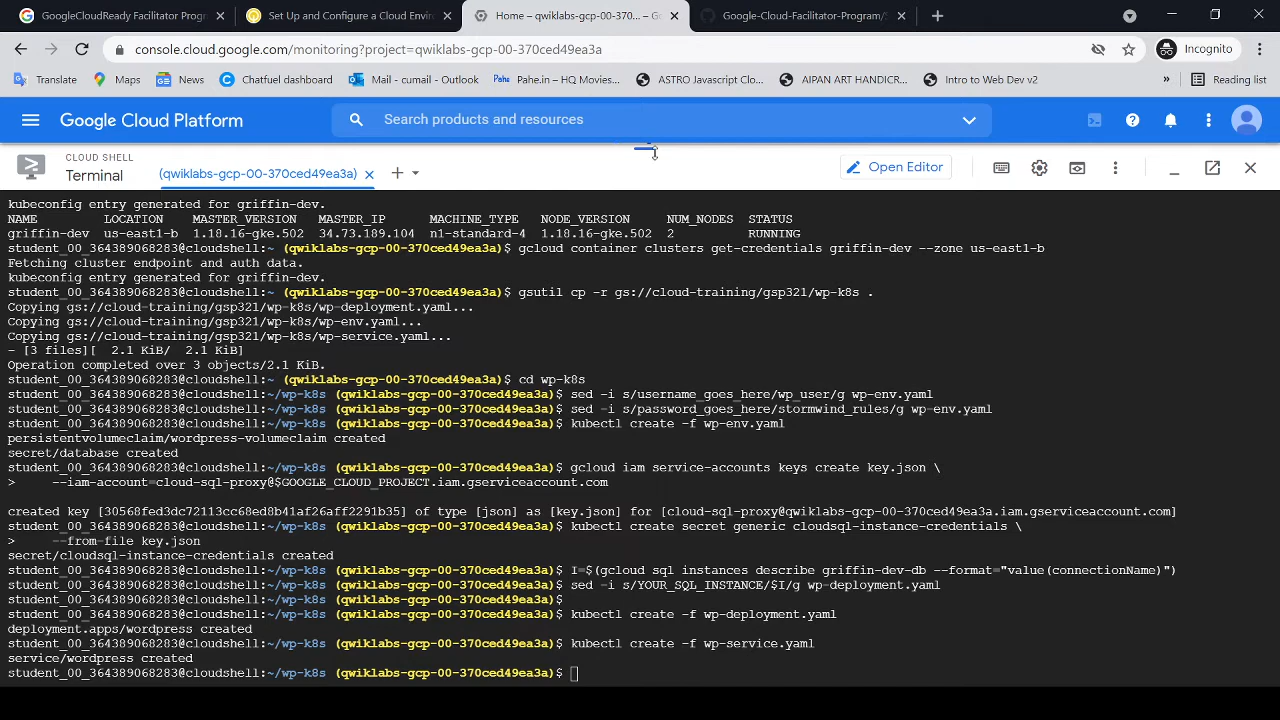 GoogleCloudReady Facilitator Progr
Set Up and Configure a Cloud Enviro
Home – qwiklabs-gcp-00-370... – Go
Google-Cloud-Facilitator-Program/S
console.cloud.google.com/monitoring?project=qwiklabs-gcp-00-370ced49ea3a
Incognito
Translate
Maps
News
Chatfuel dashboard
Mail - cumail - Outlook
Pahe.in – HQ Movies...
ASTRO Javascript Clo...
AIPAN ART HANDICR...
Intro to Web Dev v2
»
Reading list
Google Cloud Platform
Search products and resources
CLOUD SHELL
Terminal
(qwiklabs-gcp-00-370ced49ea3a)
Open Editor
kubeconfig entry generated for griffin-dev.
NAME LOCATION MASTER_VERSION MASTER_IP MACHINE_TYPE NODE_VERSION NUM_NODES STATUS
griffin-dev us-east1-b 1.18.16-gke.502 34.73.189.104 n1-standard-4 1.18.16-gke.502 2 RUNNING
student_00_3643890682​83@cloudshell:~ (qwiklabs-gcp-00-370ced49ea3a)$ gcloud container clusters get-credentials griffin-dev --zone us-east1-b
Fetching cluster endpoint and auth data.
kubeconfig entry generated for griffin-dev.
student_00_364389068283@cloudshell:~ (qwiklabs-gcp-00-370ced49ea3a)$ gsutil cp -r gs://cloud-training/gsp321/wp-k8s .
Copying gs://cloud-training/gsp321/wp-k8s/wp-deployment.yaml...
Copying gs://cloud-training/gsp321/wp-k8s/wp-env.yaml...
Copying gs://cloud-training/gsp321/wp-k8s/wp-service.yaml...
- [3 files][ 2.1 KiB/ 2.1 KiB]
Operation completed over 3 objects/2.1 KiB.
student_00_364389068283@cloudshell:~ (qwiklabs-gcp-00-370ced49ea3a)$ cd wp-k8s
student_00_364389068283@cloudshell:~/wp-k8s (qwiklabs-gcp-00-370ced49ea3a)$ sed -i s/username_goes_here/wp_user/g wp-env.yaml
student_00_364389068283@cloudshell:~/wp-k8s (qwiklabs-gcp-00-370ced49ea3a)$ sed -i s/password_goes_here/stormwind_rules/g wp-env.yaml
student_00_364389068283@cloudshell:~/wp-k8s (qwiklabs-gcp-00-370ced49ea3a)$ kubectl create -f wp-env.yaml
persistentvolumeclaim/wordpress-volumeclaim created
secret/database created
student_00_364389068283@cloudshell:~/wp-k8s (qwiklabs-gcp-00-370ced49ea3a)$ gcloud iam service-accounts keys create key.json \
> --iam-account=cloud-sql-proxy@$GOOGLE_CLOUD_PROJECT.iam.gserviceaccount.com
created key [30568fed3dc72113cc68ed8b41af26aff2291b35] of type [json] as [key.json] for [cloud-sql-proxy@qwiklabs-gcp-00-370ced49ea3a.iam.gserviceaccount.com]
student_00_364389068283@cloudshell:~/wp-k8s (qwiklabs-gcp-00-370ced49ea3a)$ kubectl create secret generic cloudsql-instance-credentials \
> --from-file key.json
secret/cloudsql-instance-credentials created
student_00_364389068283@cloudshell:~/wp-k8s (qwiklabs-gcp-00-370ced49ea3a)$ I=$(gcloud sql instances describe griffin-dev-db --format="value(connectionName)")
student_00_364389068283@cloudshell:~/wp-k8s (qwiklabs-gcp-00-370ced49ea3a)$ sed -i s/YOUR_SQL_INSTANCE/$I/g wp-deployment.yaml
student_00_364389068283@cloudshell:~/wp-k8s (qwiklabs-gcp-00-370ced49ea3a)$
student_00_364389068283@cloudshell:~/wp-k8s (qwiklabs-gcp-00-370ced49ea3a)$ kubectl create -f wp-deployment.yaml
deployment.apps/wordpress created
student_00_364389068283@cloudshell:~/wp-k8s (qwiklabs-gcp-00-370ced49ea3a)$ kubectl create -f wp-service.yaml
service/wordpress created
student_00_364389068283@cloudshell:~/wp-k8s (qwiklabs-gcp-00-370ced49ea3a)$